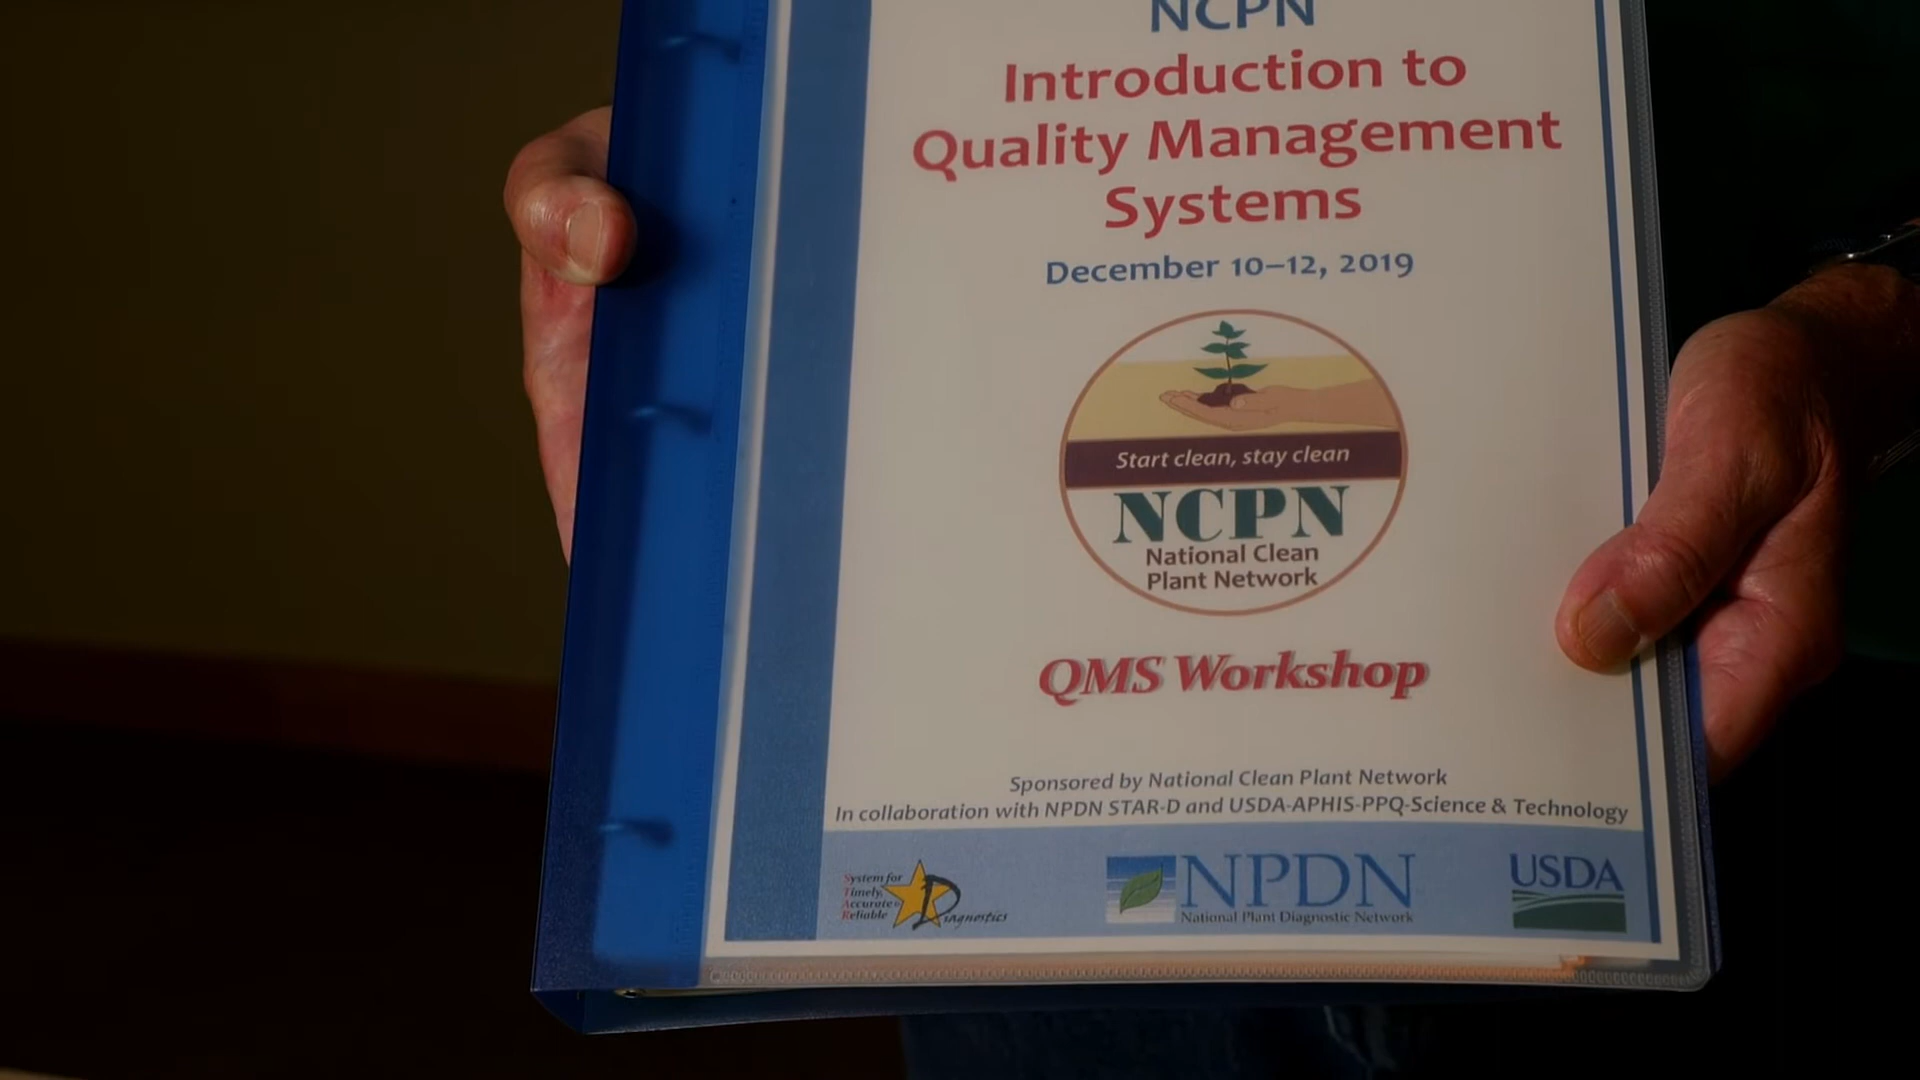 NCPN
Introduction to
Quality Management
Systems
December 10–12, 2019
Start clean, stay clean
NCPN
National Clean
Plant Network
QMS Workshop
Sponsored by National Clean Plant Network
In collaboration with NPDN STAR-D and USDA-APHIS-PPQ-Science & Technology
System for
Timely,
Accurate
Reliable
Diagnostics
NPDN
National Plant Diagnostic Network
USDA